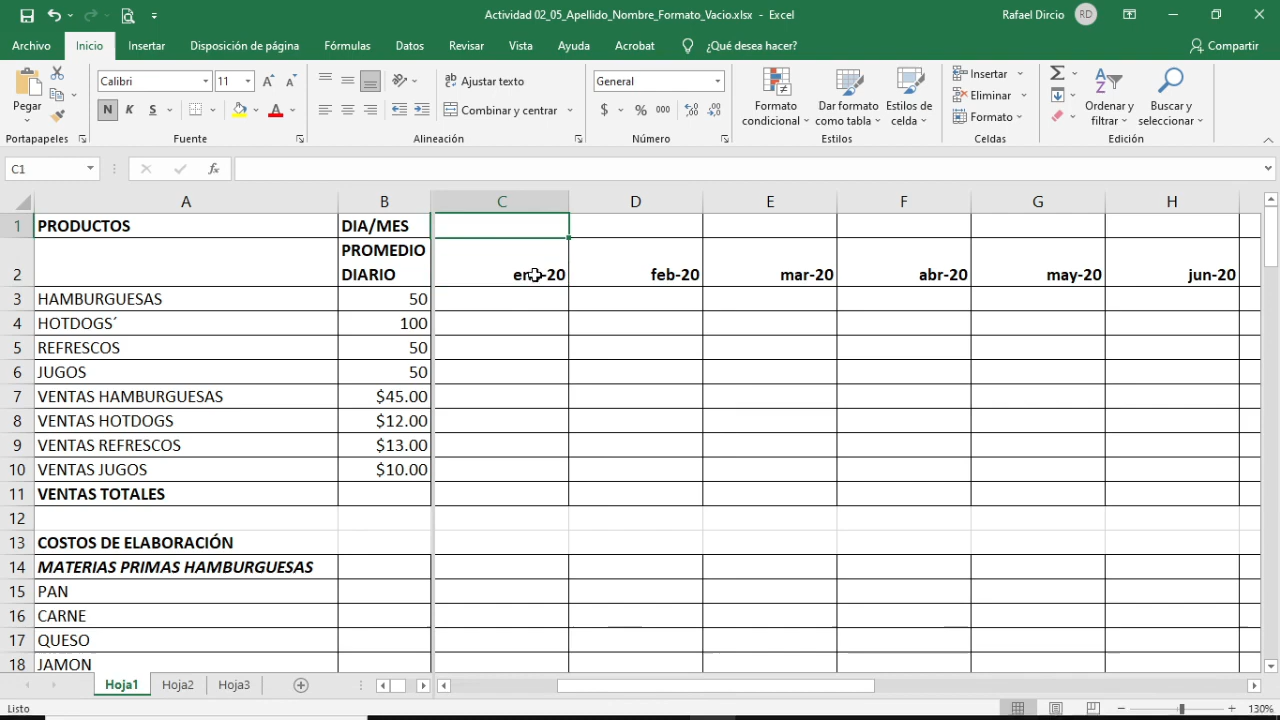 Actividad 02_05_Apellido_Nombre_Formato_Vacio.xlsx - Excel
Rafael Dircio RD
Archivo Inicio Insertar Disposición de página Fórmulas Datos Revisar Vista Ayuda Acrobat ¿Qué desea hacer? Compartir
Pegar
Calibri 11
N K S
Ajustar texto
Combinar y centrar
General
$ % 000
Formato condicional
Dar formato como tabla
Estilos de celda
Insertar
Eliminar
Formato
Ordenar y filtrar
Buscar y seleccionar
Portapapeles Fuente Alineación Número Estilos Celdas Edición
C1 fx
A B C D E F G H
1 PRODUCTOS DIA/MES
2 PROMEDIO DIARIO feb-20 mar-20 abr-20 may-20 jun-20
3 HAMBURGUESAS 50
4 HOTDOGS´ 100
5 REFRESCOS 50
6 JUGOS 50
7 VENTAS HAMBURGUESAS $45.00
8 VENTAS HOTDOGS $12.00
9 VENTAS REFRESCOS $13.00
10 VENTAS JUGOS $10.00
11 VENTAS TOTALES
12
13 COSTOS DE ELABORACIÓN
14 MATERIAS PRIMAS HAMBURGUESAS
15 PAN
16 CARNE
17 QUESO
18 JAMON
Hoja1 Hoja2 Hoja3
Listo 130%